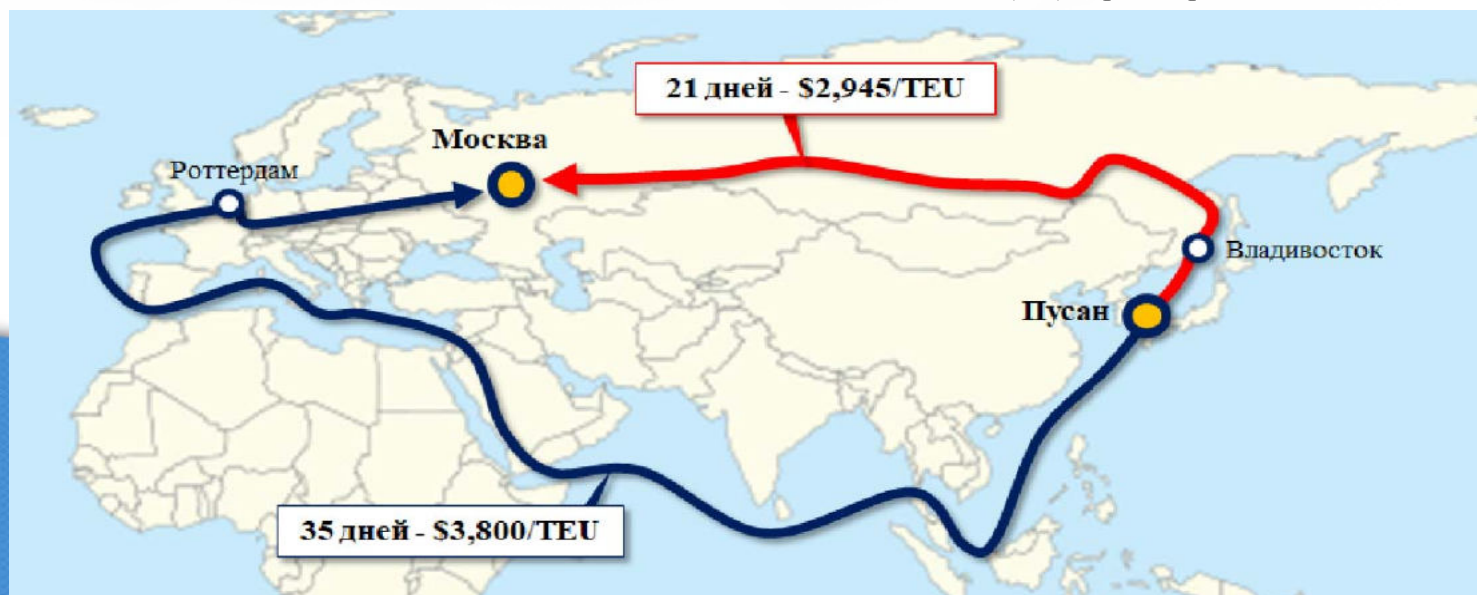 21 дней - $2,945/TEU
Москва
Роттердам
Владивосток
Пусан
35 дней - $3,800/TEU